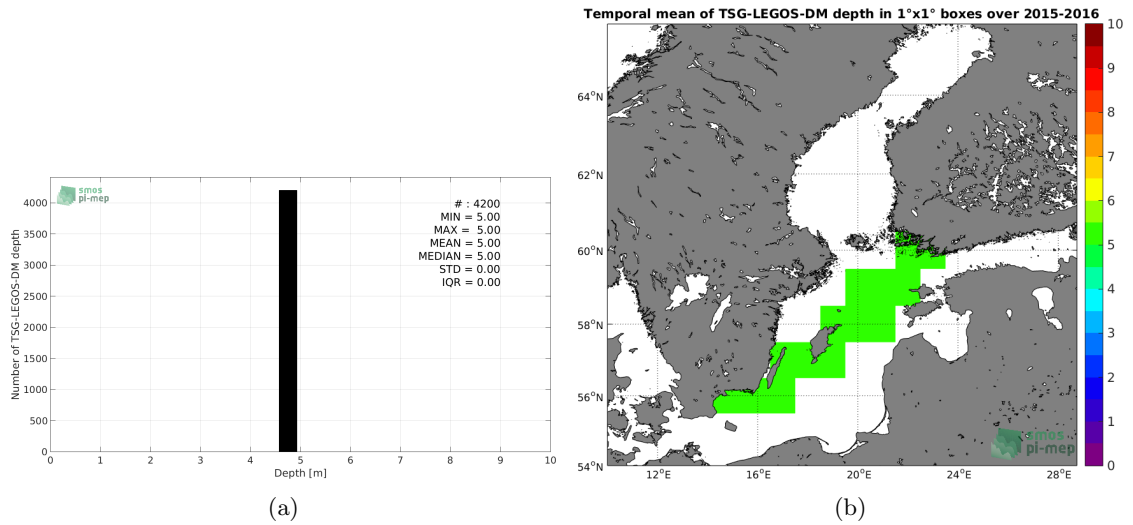 Temporal mean of TSG-LEGOS-DM depth in 1°x1° boxes over 2015-2016
smos
pi-mep
# : 4200
MIN = 5.00
MAX = 5.00
MEAN = 5.00
MEDIAN = 5.00
STD = 0.00
IQR = 0.00
Number of TSG-LEGOS-DM depth
4000
3500
3000
2500
2000
1500
1000
500
0
0 1 2 3 4 5 6 7 8 9 10
Depth [m]
(a)
64°N
62°N
60°N
58°N
56°N
54°N
12°E 16°E 20°E 24°E 28°E
smos
pi-mep
10
9
8
7
6
5
4
3
2
1
0
(b)